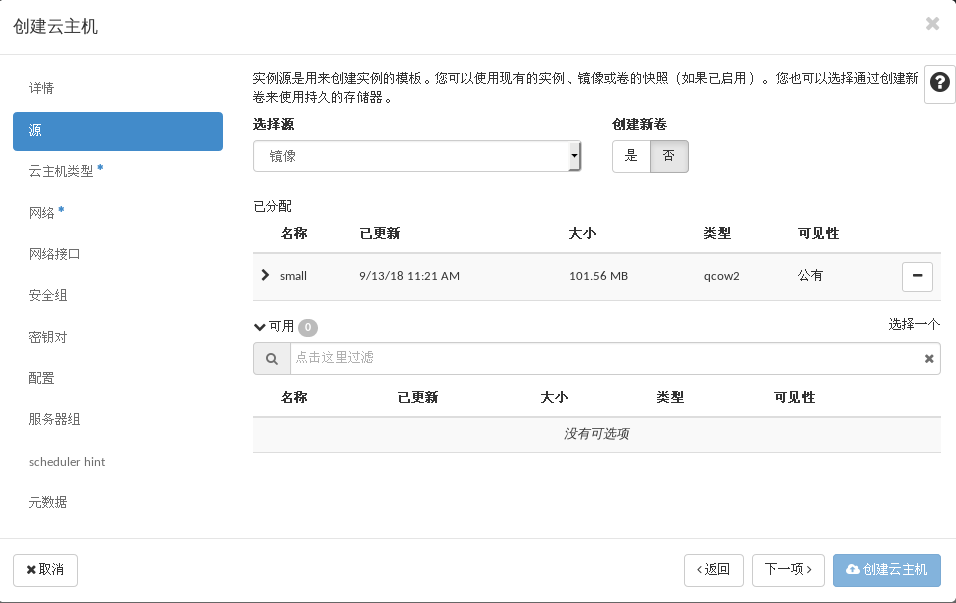 创建云主机
实例源是用来创建实例的模板。您可以使用现有的实例、镜像或卷的快照（如果已启用）。您也可以选择通过创建新
卷来使用持久的存储器。
详情
源
云主机类型 *
网络 *
网络接口
安全组
密钥对
配置
服务器组
scheduler hint
元数据
选择源 创建新卷
镜像 是 否
已分配
名称 已更新 大小 类型 可见性
small 9/13/18 11:21 AM 101.56 MB qcow2 公有
可用 0 选择一个
点击这里过滤
名称 已更新 大小 类型 可见性
没有可选项
取消 返回 下一项 创建云主机